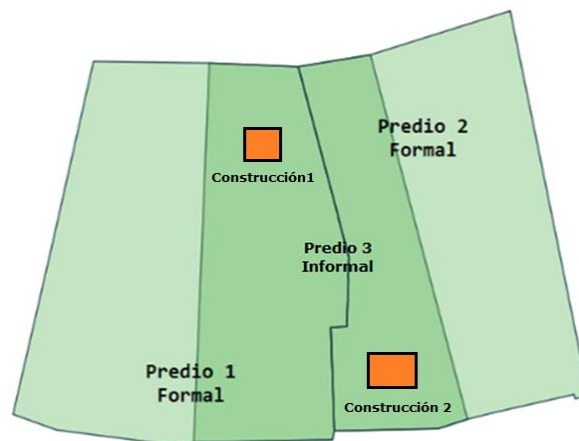 Predio 2
Formal
Construcción1
Predio 3
Informal
Predio 1
Formal
Construcción 2